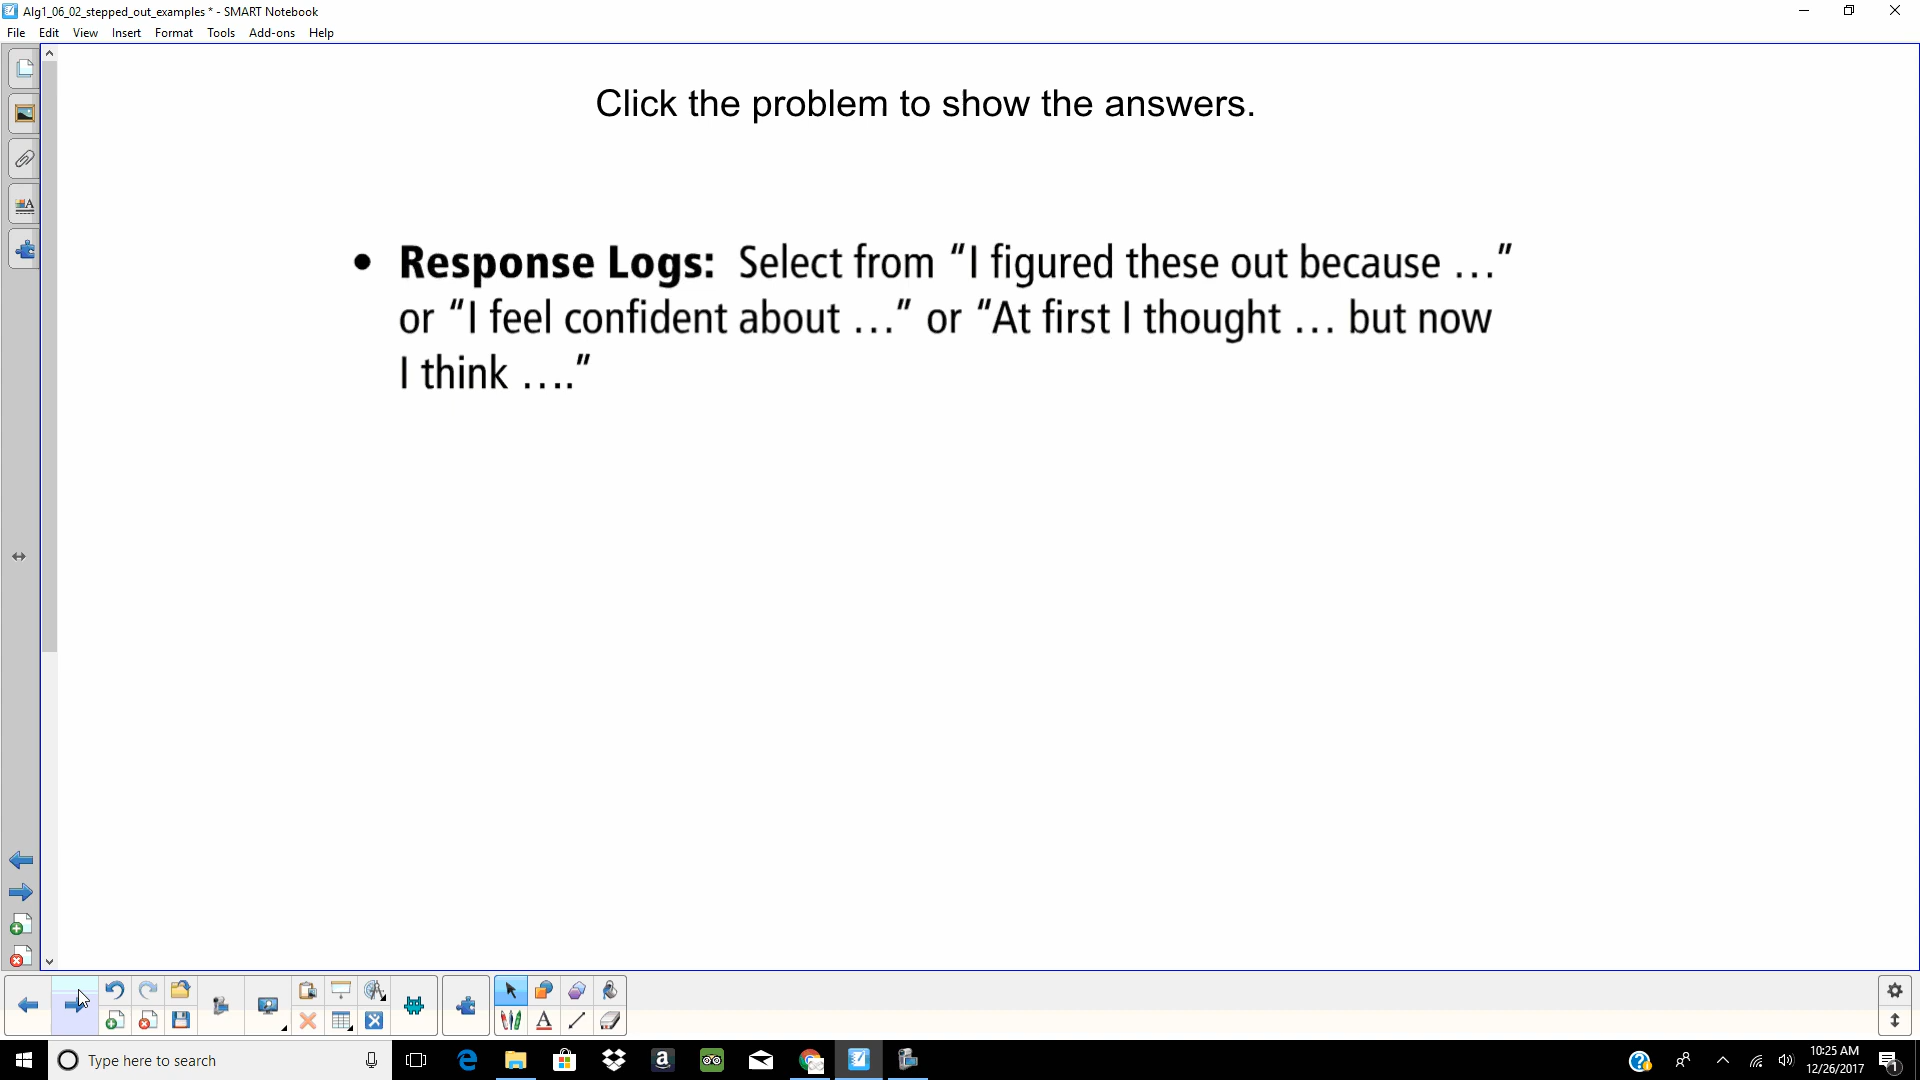 Alg1_06_02_stepped_out_examples * - SMART Notebook
File Edit View Insert Format Tools Add-ons Help
Click the problem to show the answers.
• Response Logs: Select from “I figured these out because …”
or “I feel confident about …” or “At first I thought … but now
I think ….”
Type here to search
10:25 AM
12/26/2017
1